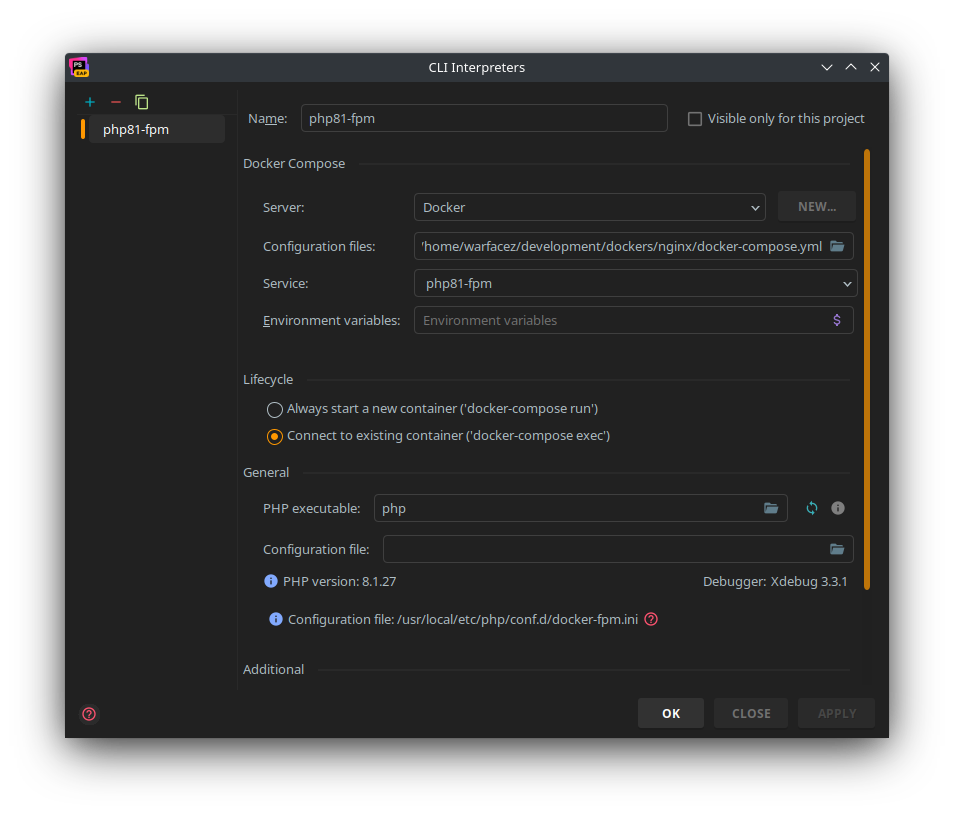 PS
EAP
CLI Interpreters
php81-fpm
Name: php81-fpm Visible only for this project
Docker Compose
Server: Docker NEW...
Configuration files: 'home/warfacez/development/dockers/nginx/docker-compose.yml
Service: php81-fpm
Environment variables: Environment variables $
Lifecycle
Always start a new container ('docker-compose run')
Connect to existing container ('docker-compose exec')
General
PHP executable: php
Configuration file:
PHP version: 8.1.27 Debugger: Xdebug 3.3.1
Configuration file: /usr/local/etc/php/conf.d/docker-fpm.ini
Additional
OK CLOSE APPLY